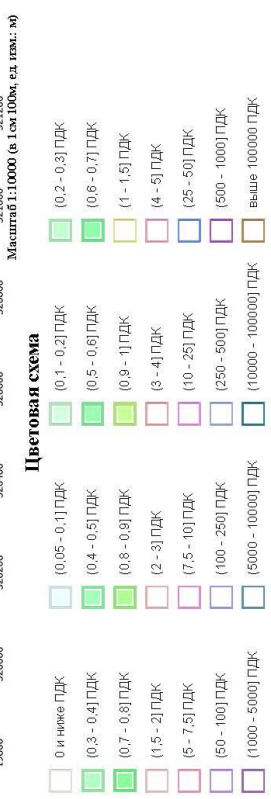 Масштаб 1:10000 (в 1 см 100м, ед. изм.: м)
Цветовая схема
0 и ниже ПДК (0,05 - 0,1] ПДК (0,1 - 0,2] ПДК (0,2 - 0,3] ПДК
(0,3 - 0,4] ПДК (0,4 - 0,5] ПДК (0,5 - 0,6] ПДК (0,6 - 0,7] ПДК
(0,7 - 0,8] ПДК (0,8 - 0,9] ПДК (0,9 - 1] ПДК (1 - 1,5] ПДК
(1,5 - 2] ПДК (2 - 3] ПДК (3 - 4] ПДК (4 - 5] ПДК
(5 - 7,5] ПДК (7,5 - 10] ПДК (10 - 25] ПДК (25 - 50] ПДК
(50 - 100] ПДК (100 - 250] ПДК (250 - 500] ПДК (500 - 1000] ПДК
(1000 - 5000] ПДК (5000 - 10000] ПДК (10000 - 100000] ПДК выше 100000 ПДК